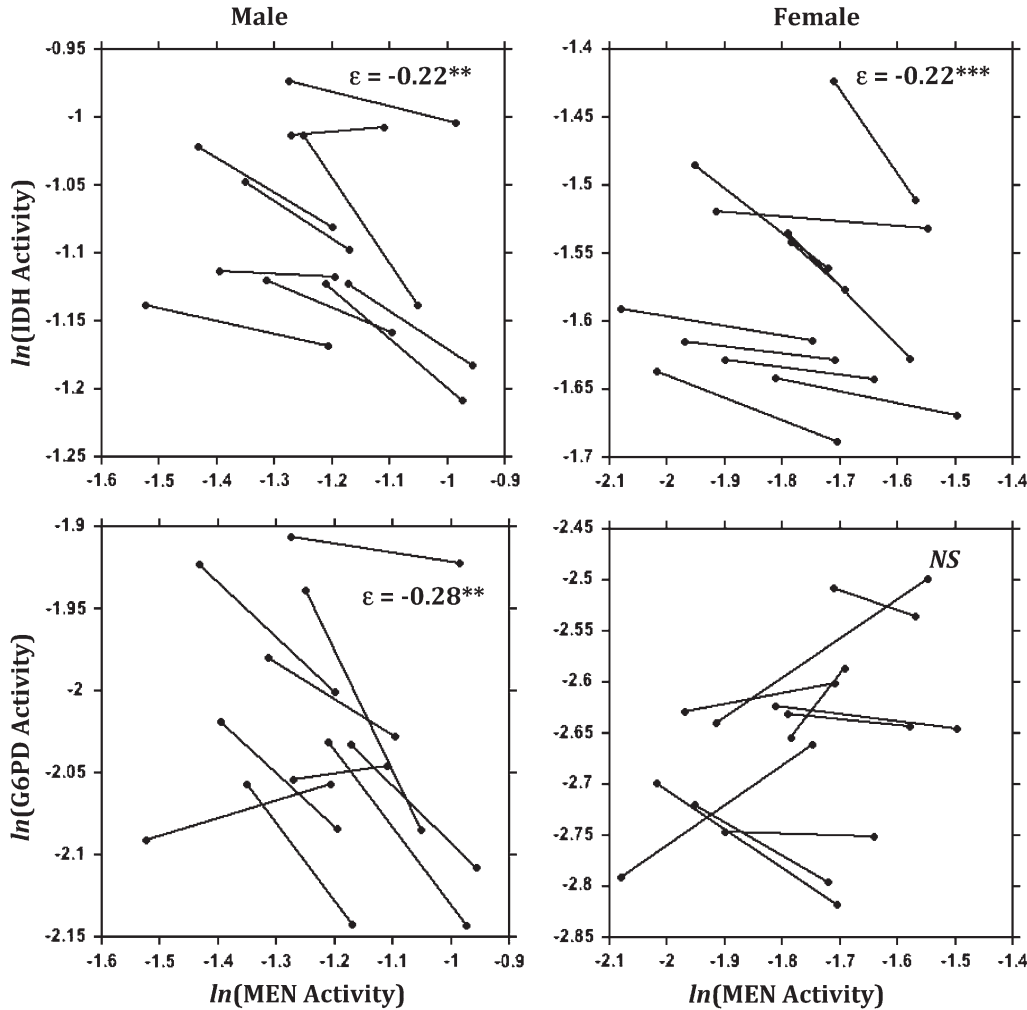 Male
Female
-0.95
-1
-1.05
-1.1
-1.15
-1.2
-1.25
ln(IDH Activity)
ε = -0.22**
-1.6 -1.5 -1.4 -1.3 -1.2 -1.1 -1 -0.9
-1.4
-1.45
-1.5
-1.55
-1.6
-1.65
-1.7
ε = -0.22***
-2.1 -2 -1.9 -1.8 -1.7 -1.6 -1.5 -1.4
-1.9
-1.95
-2
-2.05
-2.1
-2.15
ln(G6PD Activity)
ε = -0.28**
-1.6 -1.5 -1.4 -1.3 -1.2 -1.1 -1 -0.9
ln(MEN Activity)
-2.45
-2.5
-2.55
-2.6
-2.65
-2.7
-2.75
-2.8
-2.85
NS
-2.1 -2 -1.9 -1.8 -1.7 -1.6 -1.5 -1.4
ln(MEN Activity)